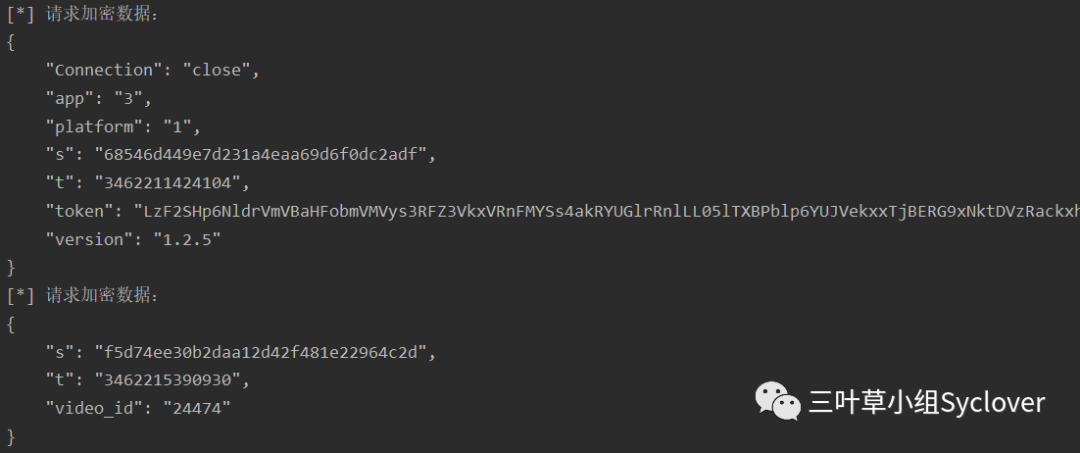 [*] 请求加密数据:
{
    "Connection": "close",
    "app": "3",
    "platform": "1",
    "s": "68546d449e7d231a4eaa69d6f0dc2adf",
    "t": "3462211424104",
    "token": "LzF2SHp6NldrVmVBaHFobmVMVys3RFZ3VkxVRnFMYSs4akRYUGlrRnlLL05lTXBPblp6YUJVekxxTjBERG9xNktDVzRackxh
    "version": "1.2.5"
}
[*] 请求加密数据:
{
    "s": "f5d74ee30b2daa12d42f481e22964c2d",
    "t": "3462215390930",
    "video_id": "24474"
}
三叶草小组Syclover